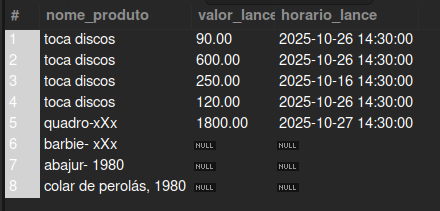 # nome_produto valor_lance horario_lance
1 toca discos 90.00 2025-10-26 14:30:00
2 toca discos 600.00 2025-10-26 14:30:00
3 toca discos 250.00 2025-10-16 14:30:00
4 toca discos 120.00 2025-10-26 14:30:00
5 quadro-xXx 1800.00 2025-10-27 14:30:00
6 barbie- xXx NULL NULL
7 abajur- 1980 NULL NULL
8 colar de perolás, 1980 NULL NULL